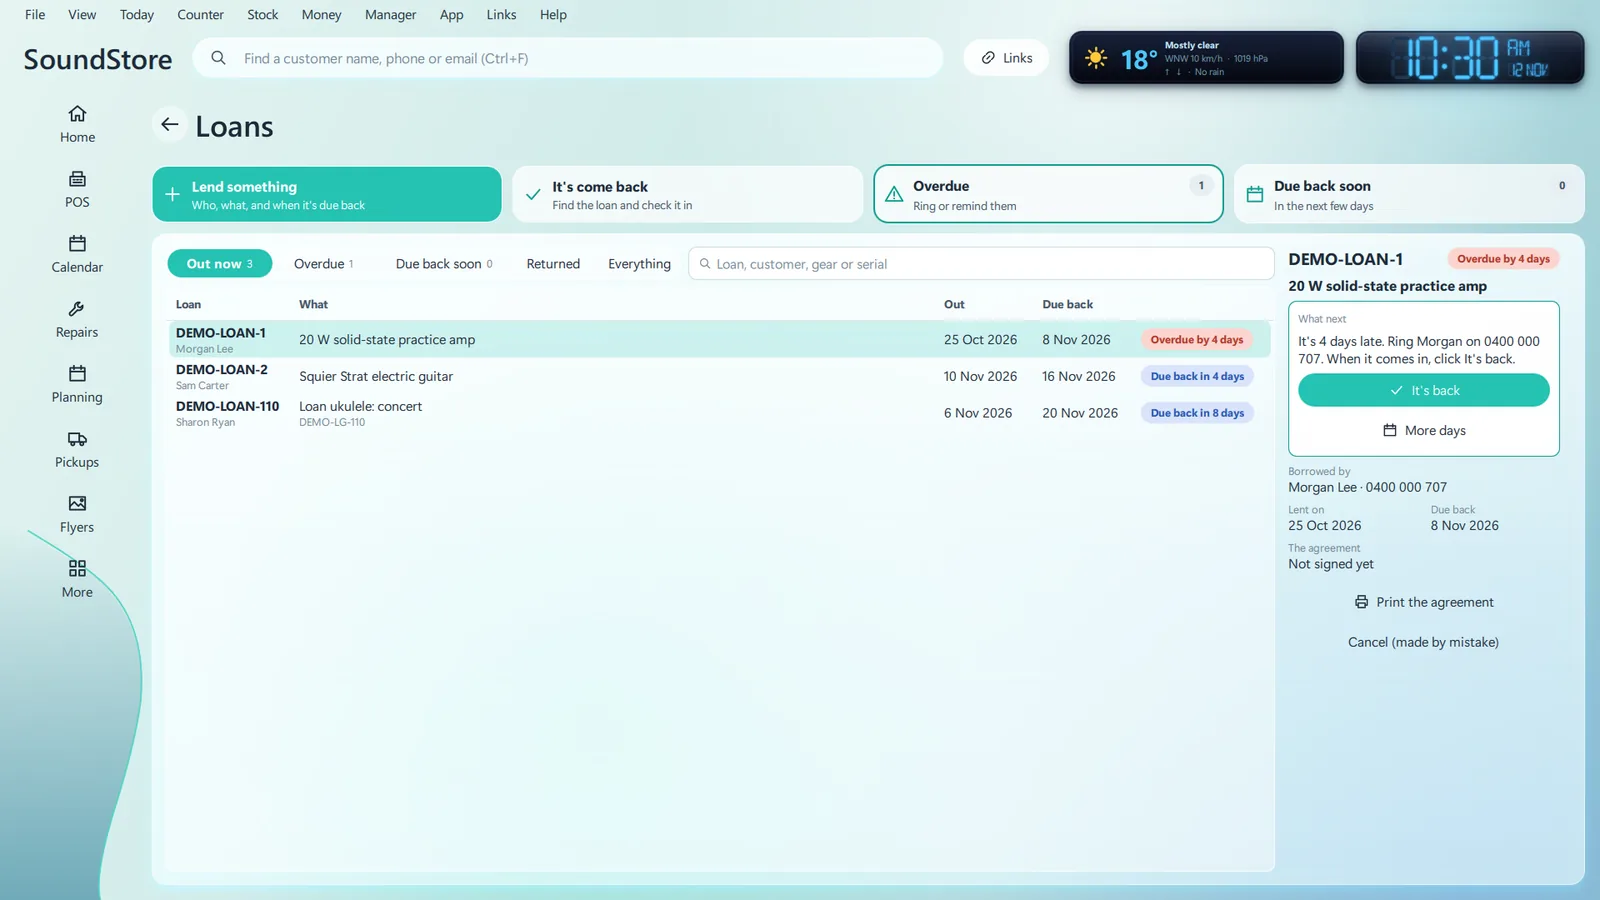 File View Today Counter Stock Money Manager App Links Help
SoundStore
Find a customer name, phone or email (Ctrl+F)
Links
18°
Mostly clear
WNW 10 km/h · 1019 hPa
↑ ↓ · No rain
10:30 AM
12 NOV
Home
POS
Calendar
Repairs
Planning
Pickups
Flyers
More
Loans
Lend something
Who, what, and when it's due back
It's come back
Find the loan and check it in
Overdue 1
Ring or remind them
Due back soon 0
In the next few days
Out now 3 Overdue 1 Due back soon 0 Returned Everything
Loan, customer, gear or serial
Loan What Out Due back
DEMO-LOAN-1 20 W solid-state practice amp 25 Oct 2026 8 Nov 2026 Overdue by 4 days
Morgan Lee
DEMO-LOAN-2 Squier Strat electric guitar 10 Nov 2026 16 Nov 2026 Due back in 4 days
Sam Carter
DEMO-LOAN-110 Loan ukulele: concert 6 Nov 2026 20 Nov 2026 Due back in 8 days
Sharon Ryan DEMO-LG-110
DEMO-LOAN-1 Overdue by 4 days
20 W solid-state practice amp
What next
It's 4 days late. Ring Morgan on 0400 000
707. When it comes in, click It's back.
It's back
More days
Borrowed by
Morgan Lee · 0400 000 707
Lent on Due back
25 Oct 2026 8 Nov 2026
The agreement
Not signed yet
Print the agreement
Cancel (made by mistake)